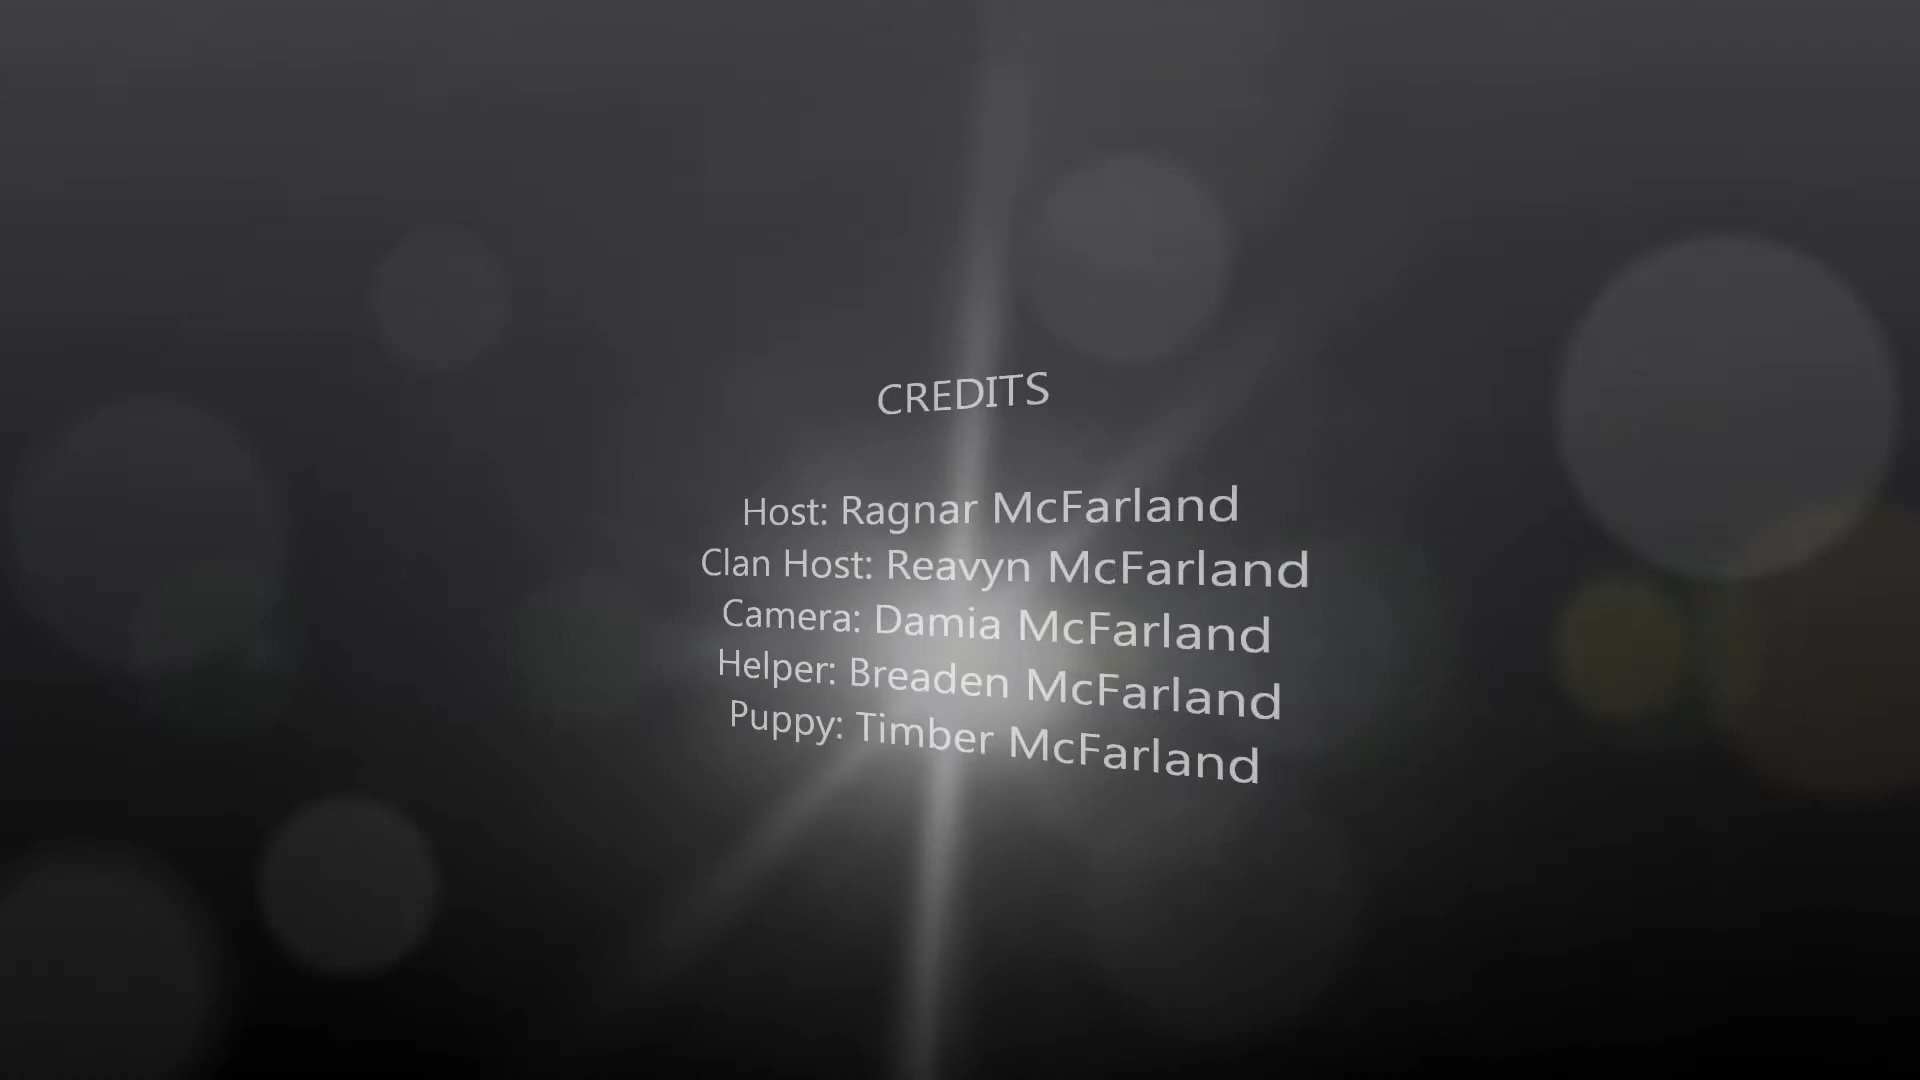 CREDITS
Host: Ragnar McFarland
Clan Host: Reavyn McFarland
Camera: Damia McFarland
Helper: Breaden McFarland
Puppy: Timber McFarland